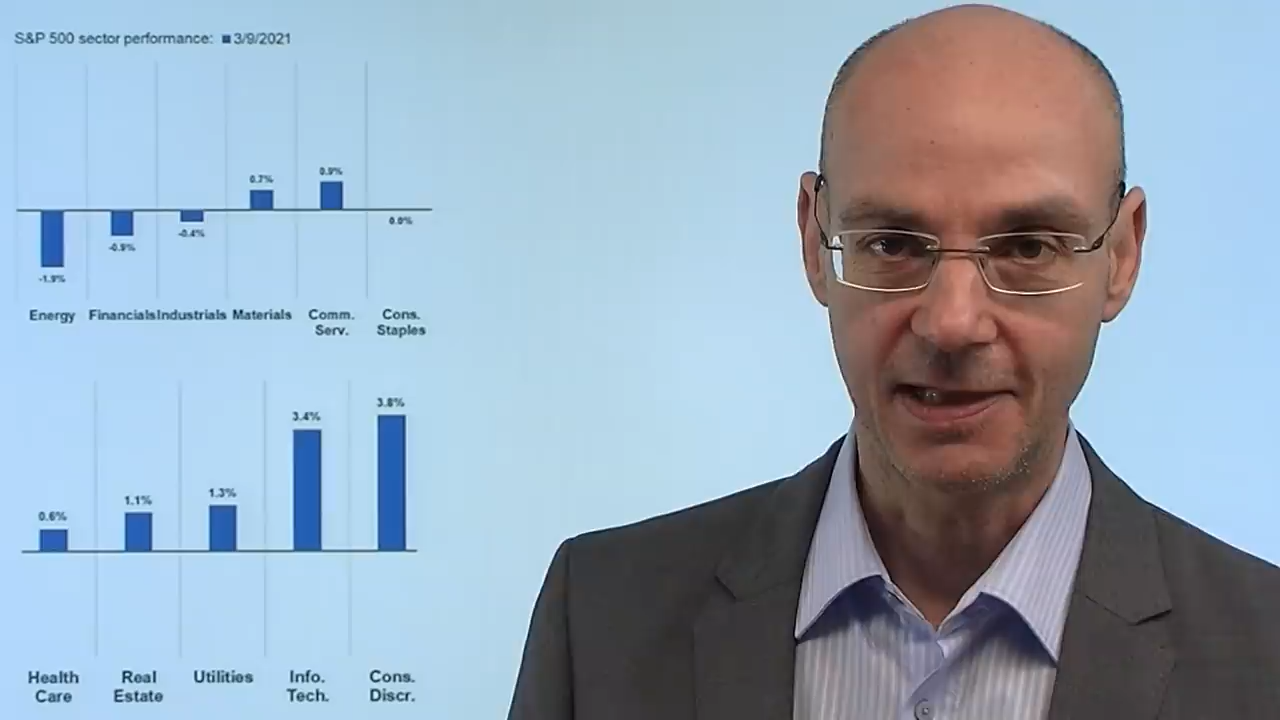 S&P 500 sector performance: 3/9/2021
0.7%
0.9%
0.0%
-0.4%
-0.9%
-1.9%
Energy Financials Industrials Materials Comm. Cons.
Serv. Staples
3.8%
3.4%
1.3%
1.1%
0.6%
Health Real Utilities Info. Cons.
Care Estate Tech. Discr.